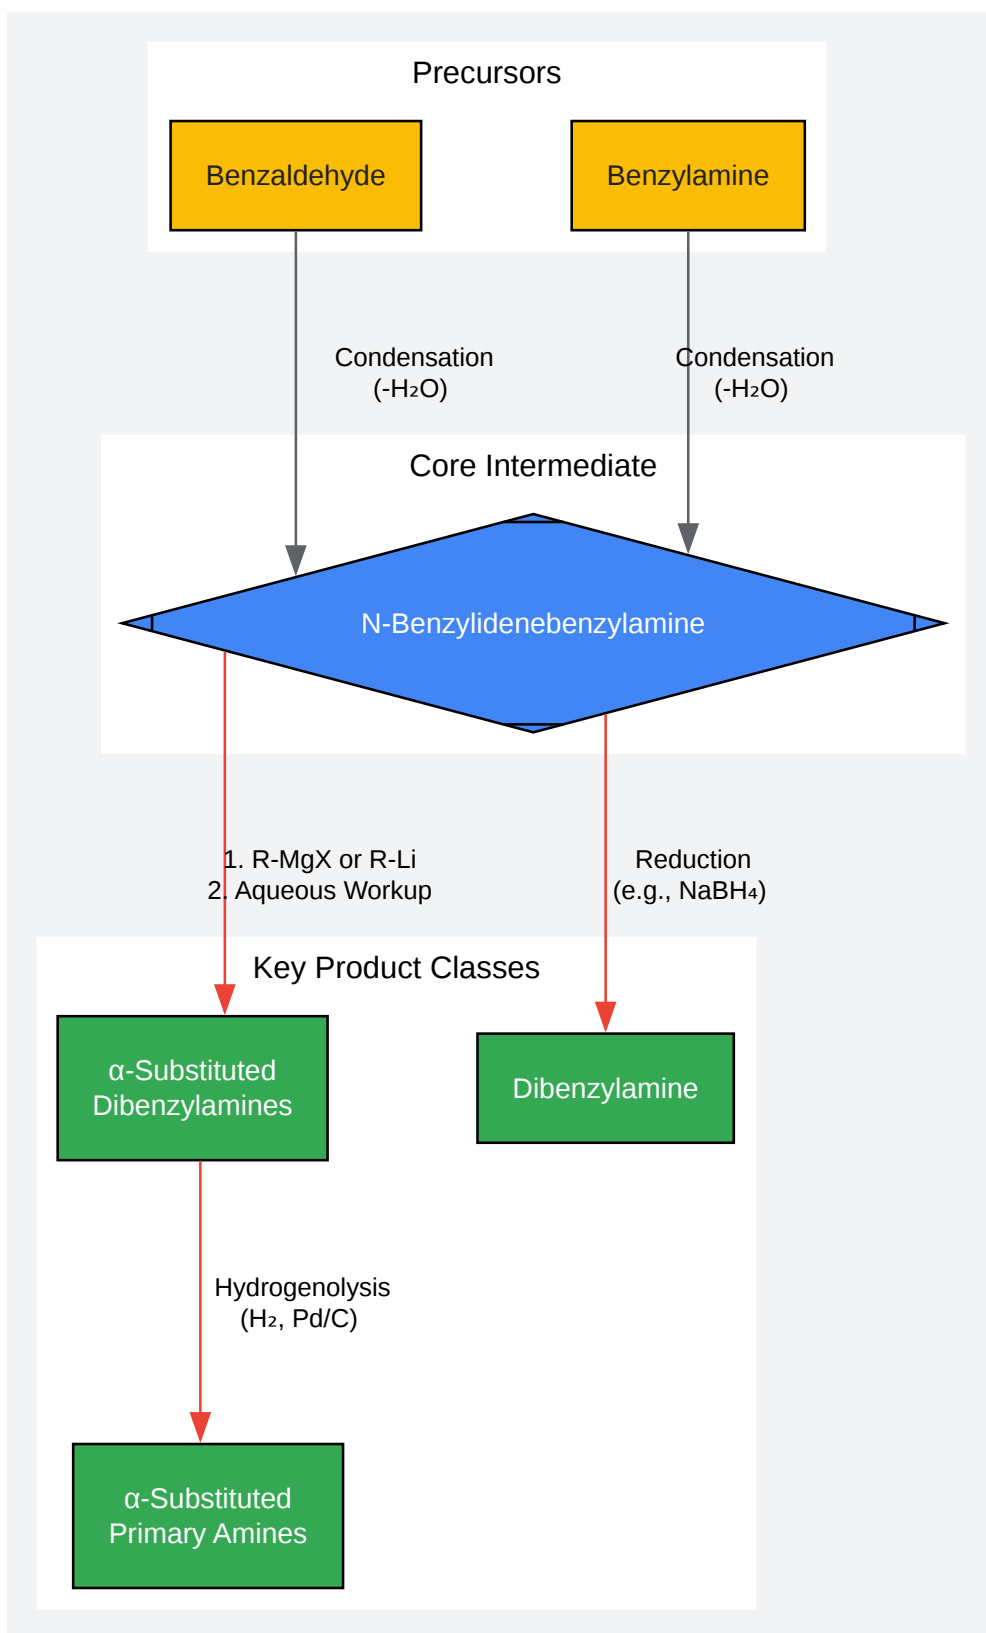 Precursors
Benzaldehyde
Benzylamine
Condensation
(-H₂O)
Condensation
(-H₂O)
Core Intermediate
N-Benzylidenebenzylamine
1. R-MgX or R-Li
2. Aqueous Workup
Reduction
(e.g., NaBH₄)
Key Product Classes
α-Substituted
Dibenzylamines
Dibenzylamine
Hydrogenolysis
(H₂, Pd/C)
α-Substituted
Primary Amines